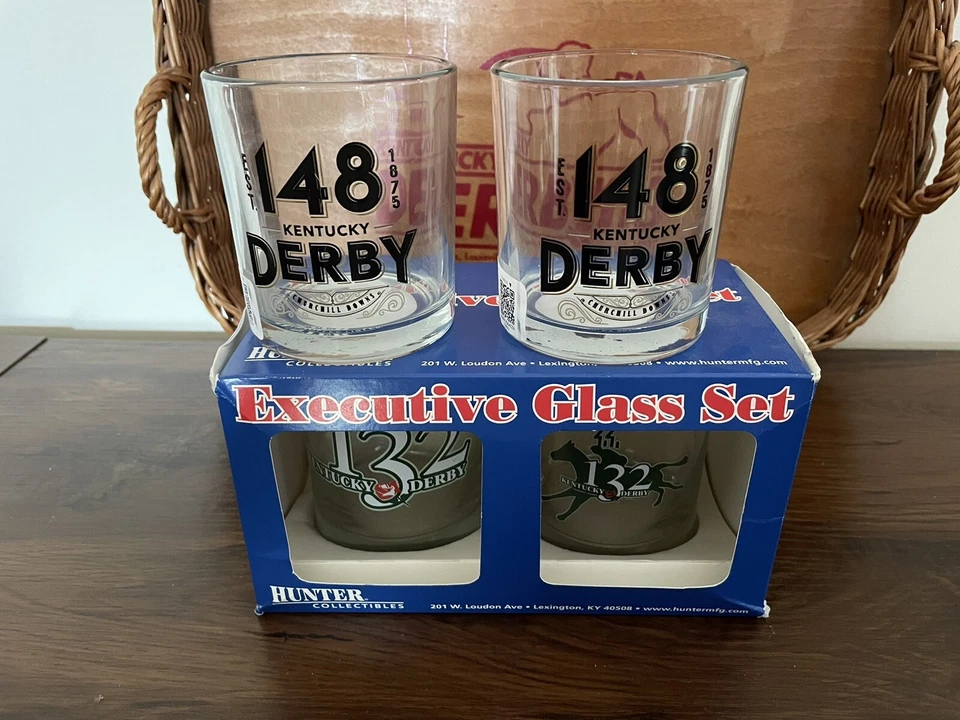 EST. 148 1875
KENTUCKY
DERBY
CHURCHILL DOWNS
EST. 148 1875
KENTUCKY
DERBY
CHURCHILL DOWNS
HUNTER
COLLECTIBLES
201 W. Loudon Ave • Lexington, • www.huntermfg.com
Executive Glass Set
132
KENTUCKY DERBY
132
KENTUCKY DERBY
HUNTER
COLLECTIBLES
201 W. Loudon Ave • Lexington, KY 40508 • www.huntermfg.com